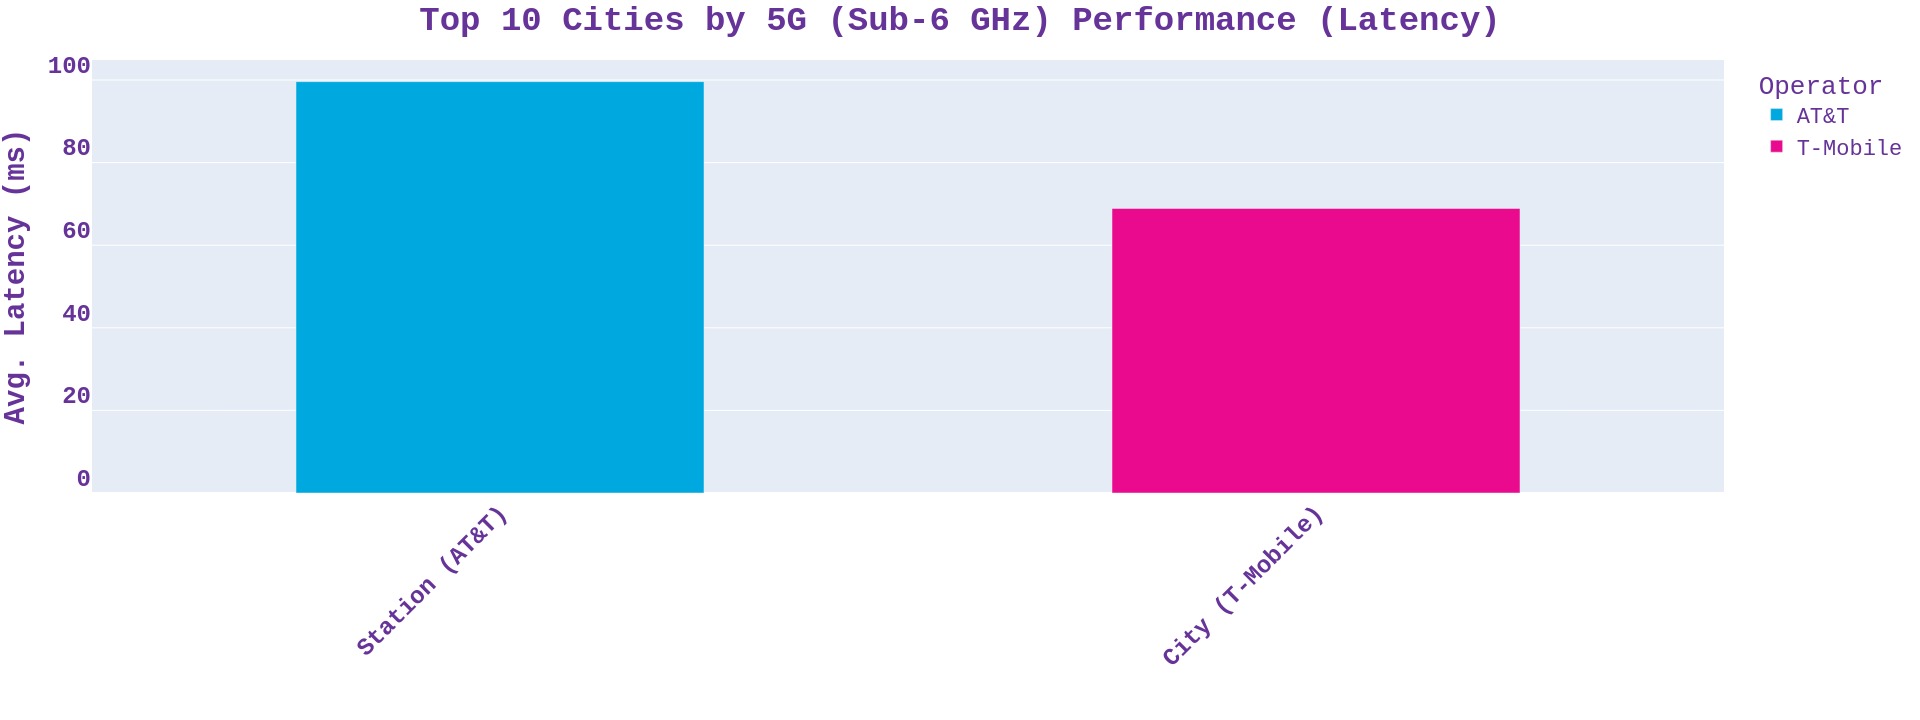 Top 10 Cities by 5G (Sub-6 GHz) Performance (Latency)
Avg. Latency (ms)
100
80
60
40
20
0
Station (AT&T)
City (T-Mobile)
Operator
AT&T
T-Mobile